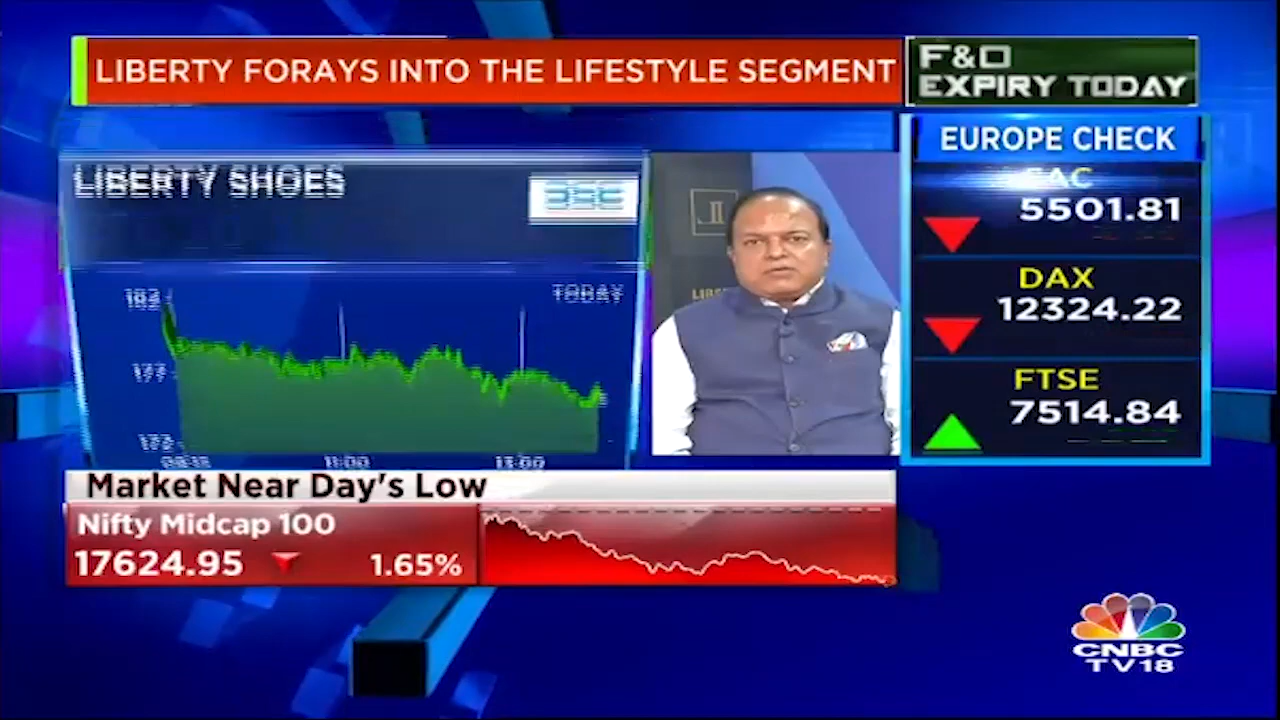 LIBERTY FORAYS INTO THE LIFESTYLE SEGMENT
F&O
EXPIRY TODAY
LIBERTY SHOES
TODAY
177
11:00
13:00
EUROPE CHECK
5501.81
DAX
12324.22
FTSE
7514.84
Market Near Day's Low
Nifty Midcap 100
17624.95
1.65%
CNBC
TV18